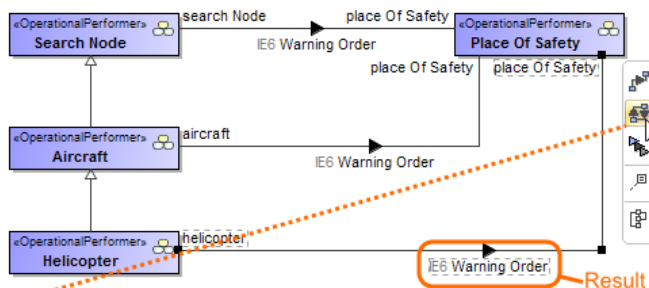 «OperationalPerformer»
Search Node
search Node
place Of Safety
IE6 Warning Order
«OperationalPerformer»
Place Of Safety
place Of Safety
place Of Safety
«OperationalPerformer»
Aircraft
aircraft
IE6 Warning Order
«OperationalPerformer»
Helicopter
helicopter
IE6 Warning Order
Result